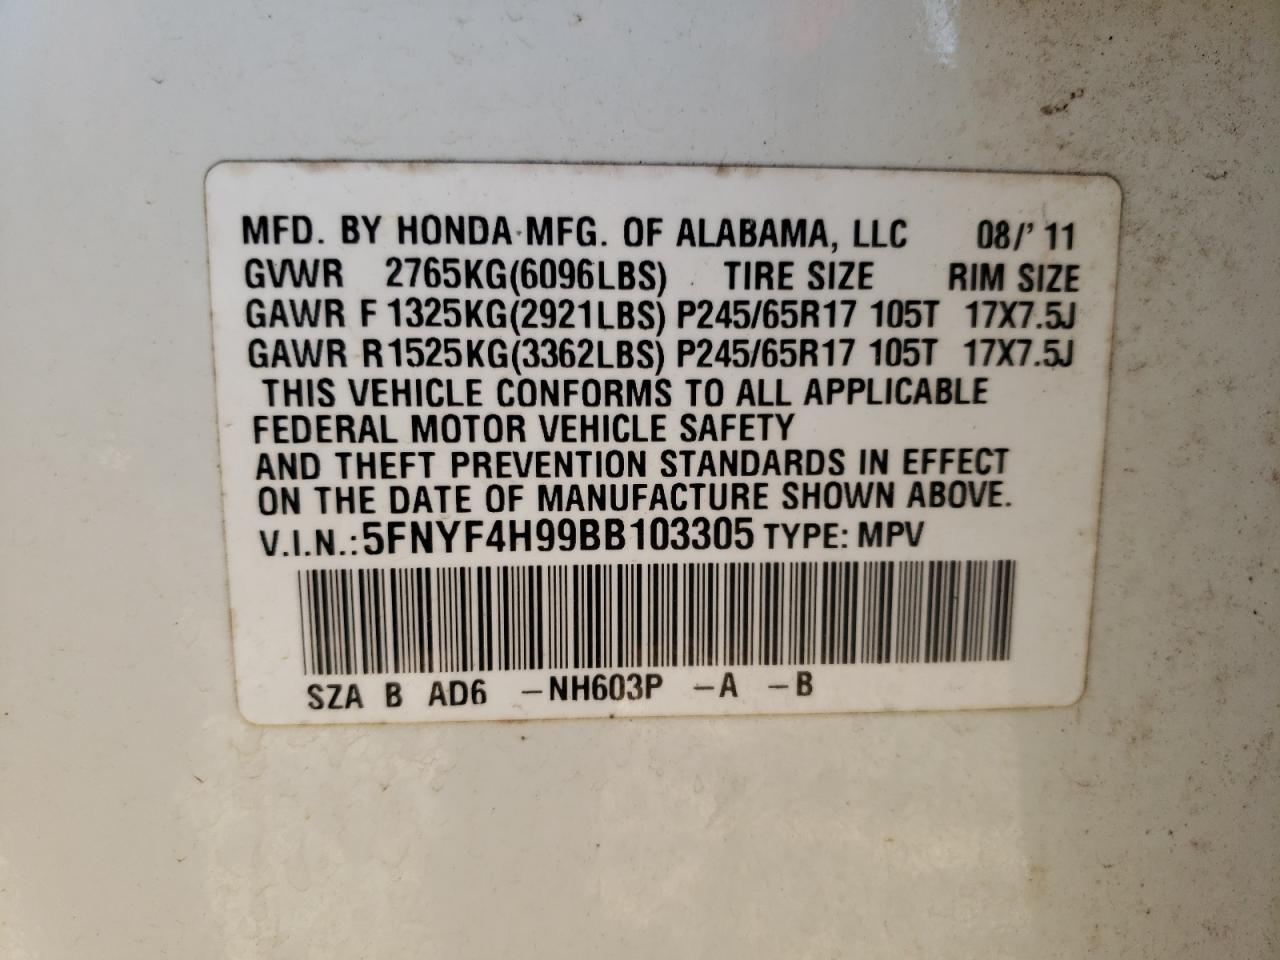 MFD. BY HONDA MFG. OF ALABAMA, LLC 08/'11
GVWR 2765KG(6096LBS) TIRE SIZE RIM SIZE
GAWR F 1325KG(2921LBS) P245/65R17 105T 17X7.5J
GAWR R 1525KG(3362LBS) P245/65R17 105T 17X7.5J
THIS VEHICLE CONFORMS TO ALL APPLICABLE
FEDERAL MOTOR VEHICLE SAFETY
AND THEFT PREVENTION STANDARDS IN EFFECT
ON THE DATE OF MANUFACTURE SHOWN ABOVE.
V.I.N.: 5FNYF4H99BB103305 TYPE: MPV
SZA B AD6 -NH603P -A -B